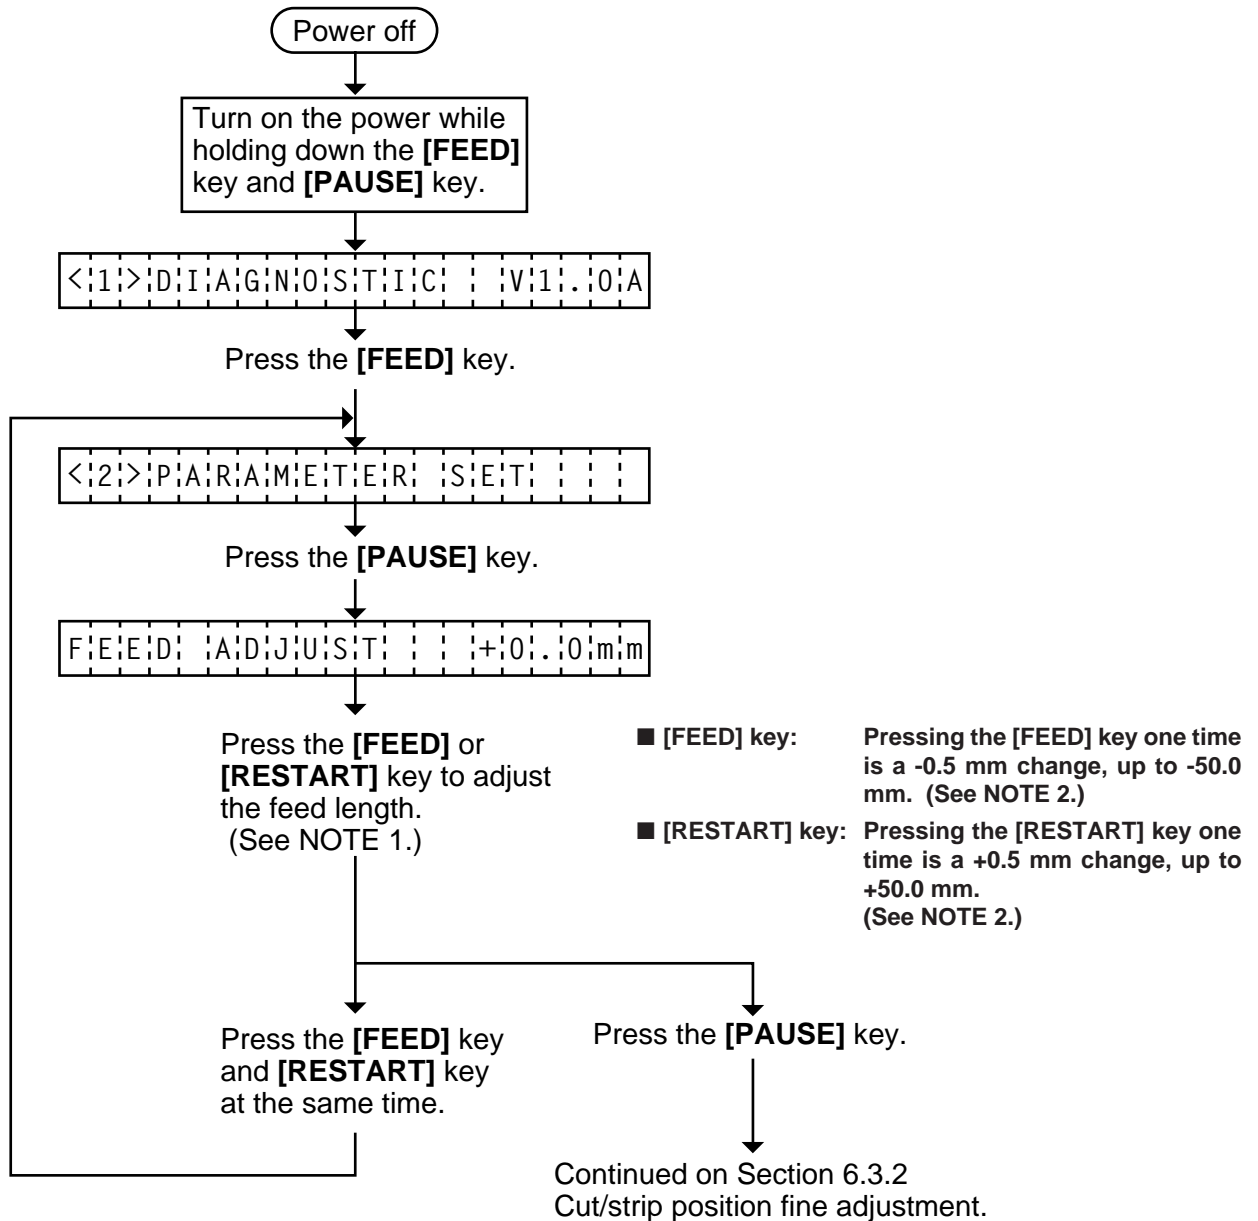 Power off
Turn on the power while
holding down the [FEED]
key and [PAUSE] key.
<1>DIAGNOSTIC  V1.0A
Press the [FEED] key.
<2>PARAMETER SET
Press the [PAUSE] key.
FEED ADJUST   +0.0mm
Press the [FEED] or
[RESTART] key to adjust
the feed length.
(See NOTE 1.)
■ [FEED] key: Pressing the [FEED] key one time
is a -0.5 mm change, up to -50.0
mm. (See NOTE 2.)
■ [RESTART] key: Pressing the [RESTART] key one
time is a +0.5 mm change, up to
+50.0 mm.
(See NOTE 2.)
Press the [FEED] key
and [RESTART] key
at the same time.
Press the [PAUSE] key.
Continued on Section 6.3.2
Cut/strip position fine adjustment.